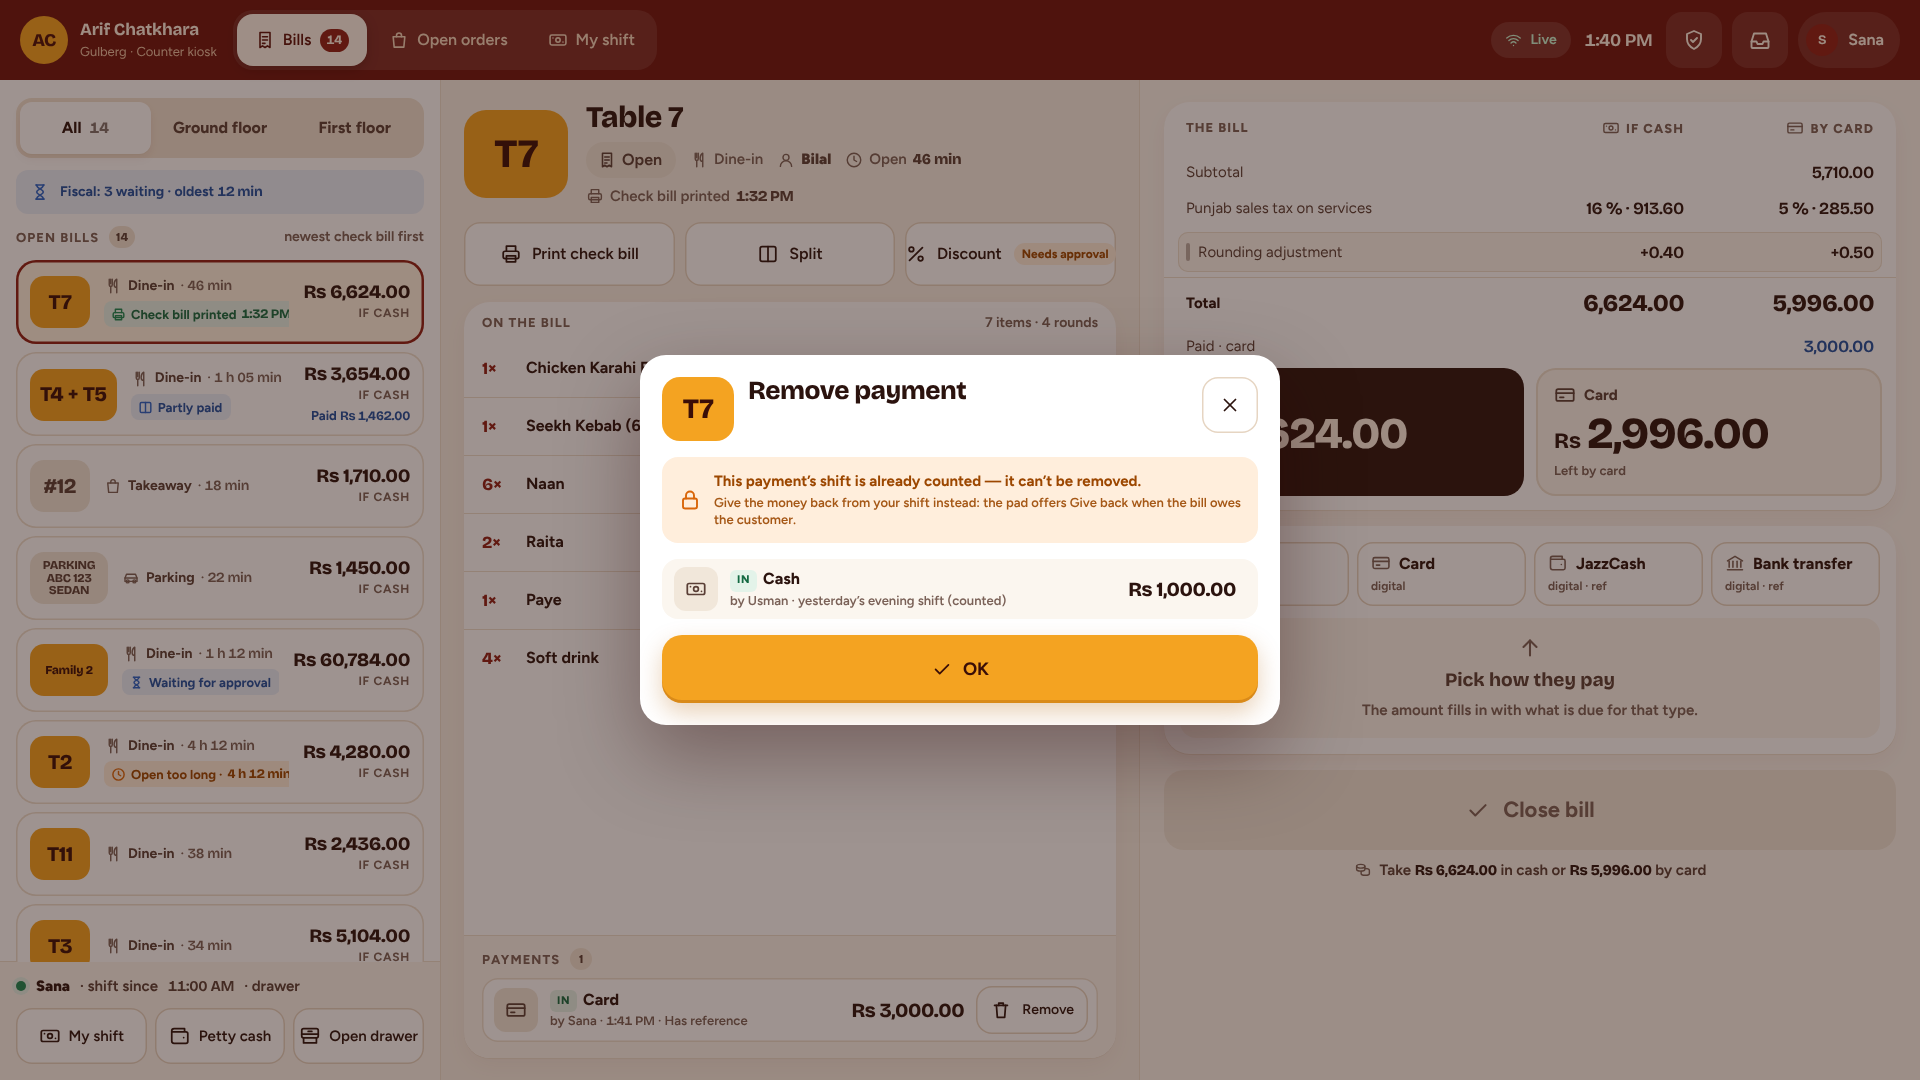 AC
Arif Chatkhara
Gulberg · Counter kiosk
Bills 14
Open orders
My shift
Live
1:40 PM
S
Sana
All 14
Ground floor
First floor
Fiscal: 3 waiting · oldest 12 min
OPEN BILLS 14
newest check bill first
T7
Dine-in · 46 min
Check bill printed 1:32 PM
Rs 6,624.00
IF CASH
T4 + T5
Dine-in · 1 h 05 min
Partly paid
Rs 3,654.00
IF CASH
Paid Rs 1,462.00
#12
Takeaway · 18 min
Rs 1,710.00
IF CASH
PARKING
ABC 123
SEDAN
Parking · 22 min
Rs 1,450.00
IF CASH
Family 2
Dine-in · 1 h 12 min
Waiting for approval
Rs 60,784.00
IF CASH
T2
Dine-in · 4 h 12 min
Open too long · 4 h 12 min
Rs 4,280.00
IF CASH
T11
Dine-in · 38 min
Rs 2,436.00
IF CASH
T3
Dine-in · 34 min
Rs 5,104.00
IF CASH
Sana · shift since 11:00 AM · drawer
My shift
Petty cash
Open drawer
T7
Table 7
Open
Dine-in
Bilal
Open 46 min
Check bill printed 1:32 PM
Print check bill
Split
Discount
Needs approval
ON THE BILL
7 items · 4 rounds
1× Chicken Karahi
1× Seekh Kebab (6
6× Naan
2× Raita
1× Paye
4× Soft drink
PAYMENTS 1
IN Card
by Sana · 1:41 PM · Has reference
Rs 3,000.00
Remove
THE BILL
IF CASH
BY CARD
Subtotal
5,710.00
Punjab sales tax on services
16 % · 913.60
5 % · 285.50
Rounding adjustment
+0.40
+0.50
Total
6,624.00
5,996.00
Paid · card
3,000.00
624.00
Card
Rs 2,996.00
Left by card
Card
digital
JazzCash
digital · ref
Bank transfer
digital · ref
Pick how they pay
The amount fills in with what is due for that type.
Close bill
Take Rs 6,624.00 in cash or Rs 5,996.00 by card
T7
Remove payment
This payment’s shift is already counted — it can’t be removed.
Give the money back from your shift instead: the pad offers Give back when the bill owes
the customer.
IN Cash
by Usman · yesterday’s evening shift (counted)
Rs 1,000.00
OK